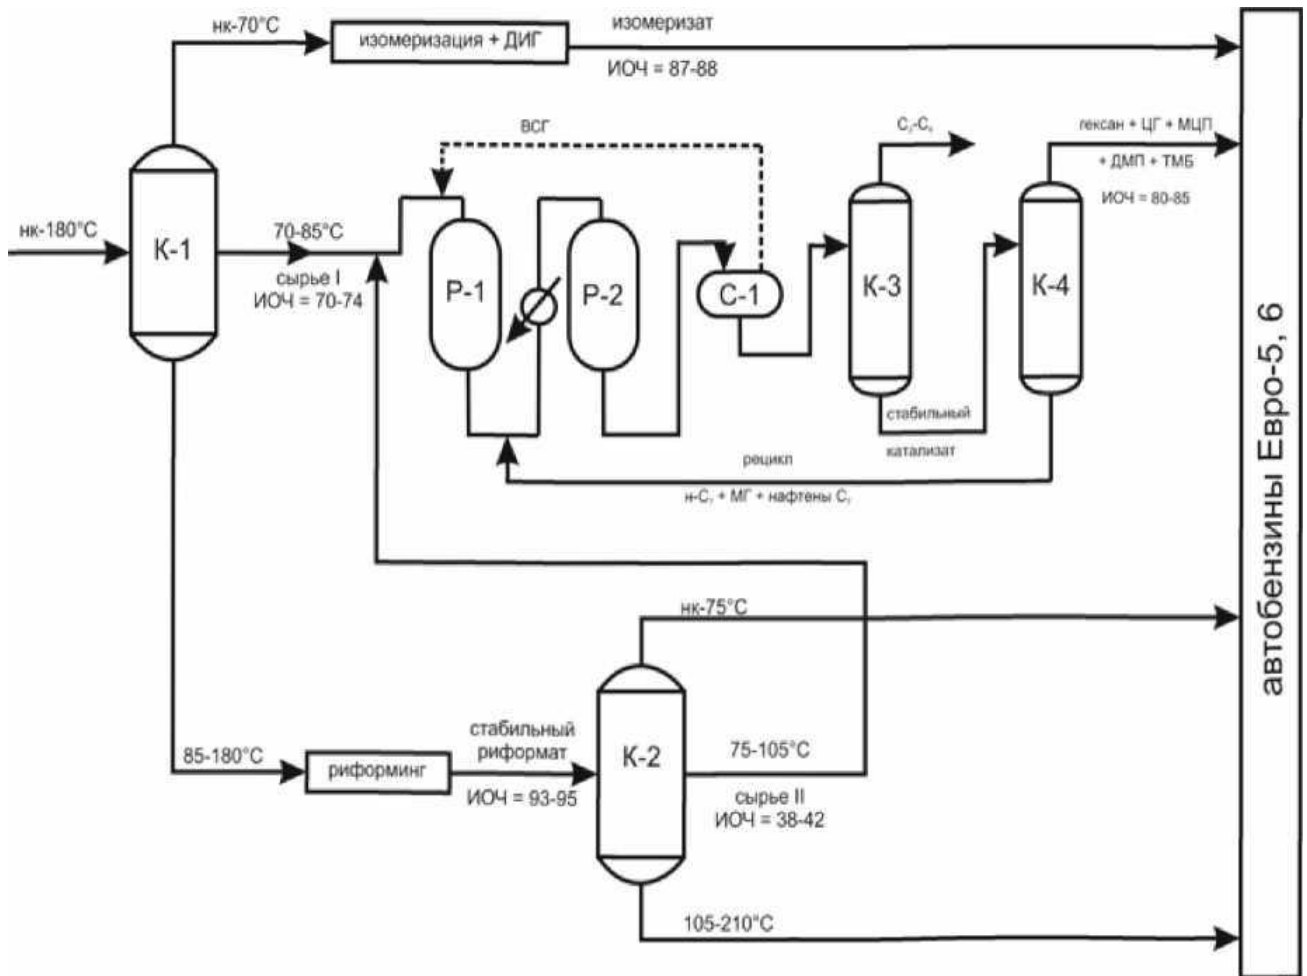 нк-70°С
изомеризация + ДИГ
изомеризат
ИОЧ = 87-88
ВСГ
гексан + ЦГ + МЦП
+ ДМП + ТМБ
ИОЧ = 80-85
нк-180°С
К-1
70-85°С
сырье I
ИОЧ = 70-74
Р-1
Р-2
С-1
К-3
К-4
стабильный
катализат
рецикл
н-С₇ + МГ + нафтены С₇
автобензины Евро-5, 6
нк-75°С
85-180°С
риформинг
стабильный
риформат
ИОЧ = 93-95
К-2
75-105°С
сырье II
ИОЧ = 38-42
105-210°С